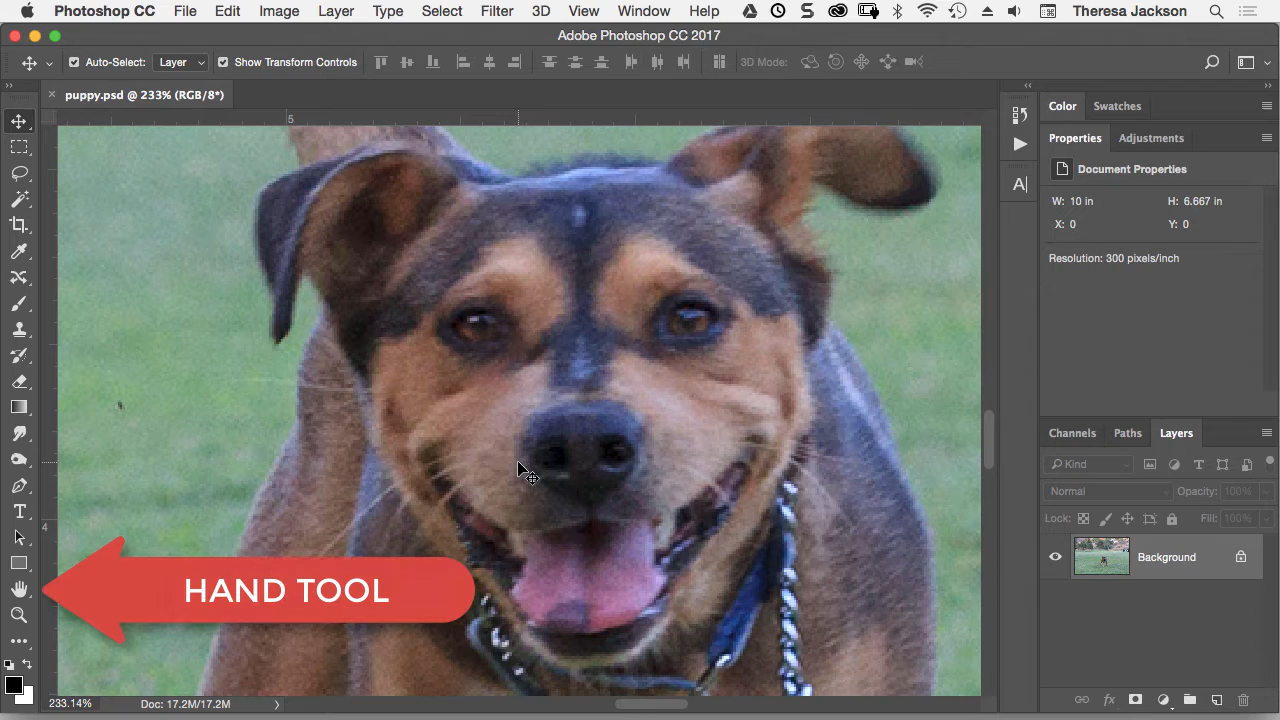 Photoshop CC File Edit Image Layer Type Select Filter 3D View Window Help Theresa Jackson
Adobe Photoshop CC 2017
Auto-Select: Layer Show Transform Controls 3D Mode:
× puppy.psd @ 233% (RGB/8*)
5
4
HAND TOOL
233.14% Doc: 17.2M/17.2M
Color Swatches
Properties Adjustments
Document Properties
W: 10 in H: 6.667 in
X: 0 Y: 0
Resolution: 300 pixels/inch
Channels Paths Layers
Kind
Normal Opacity: 100%
Lock: Fill: 100%
Background